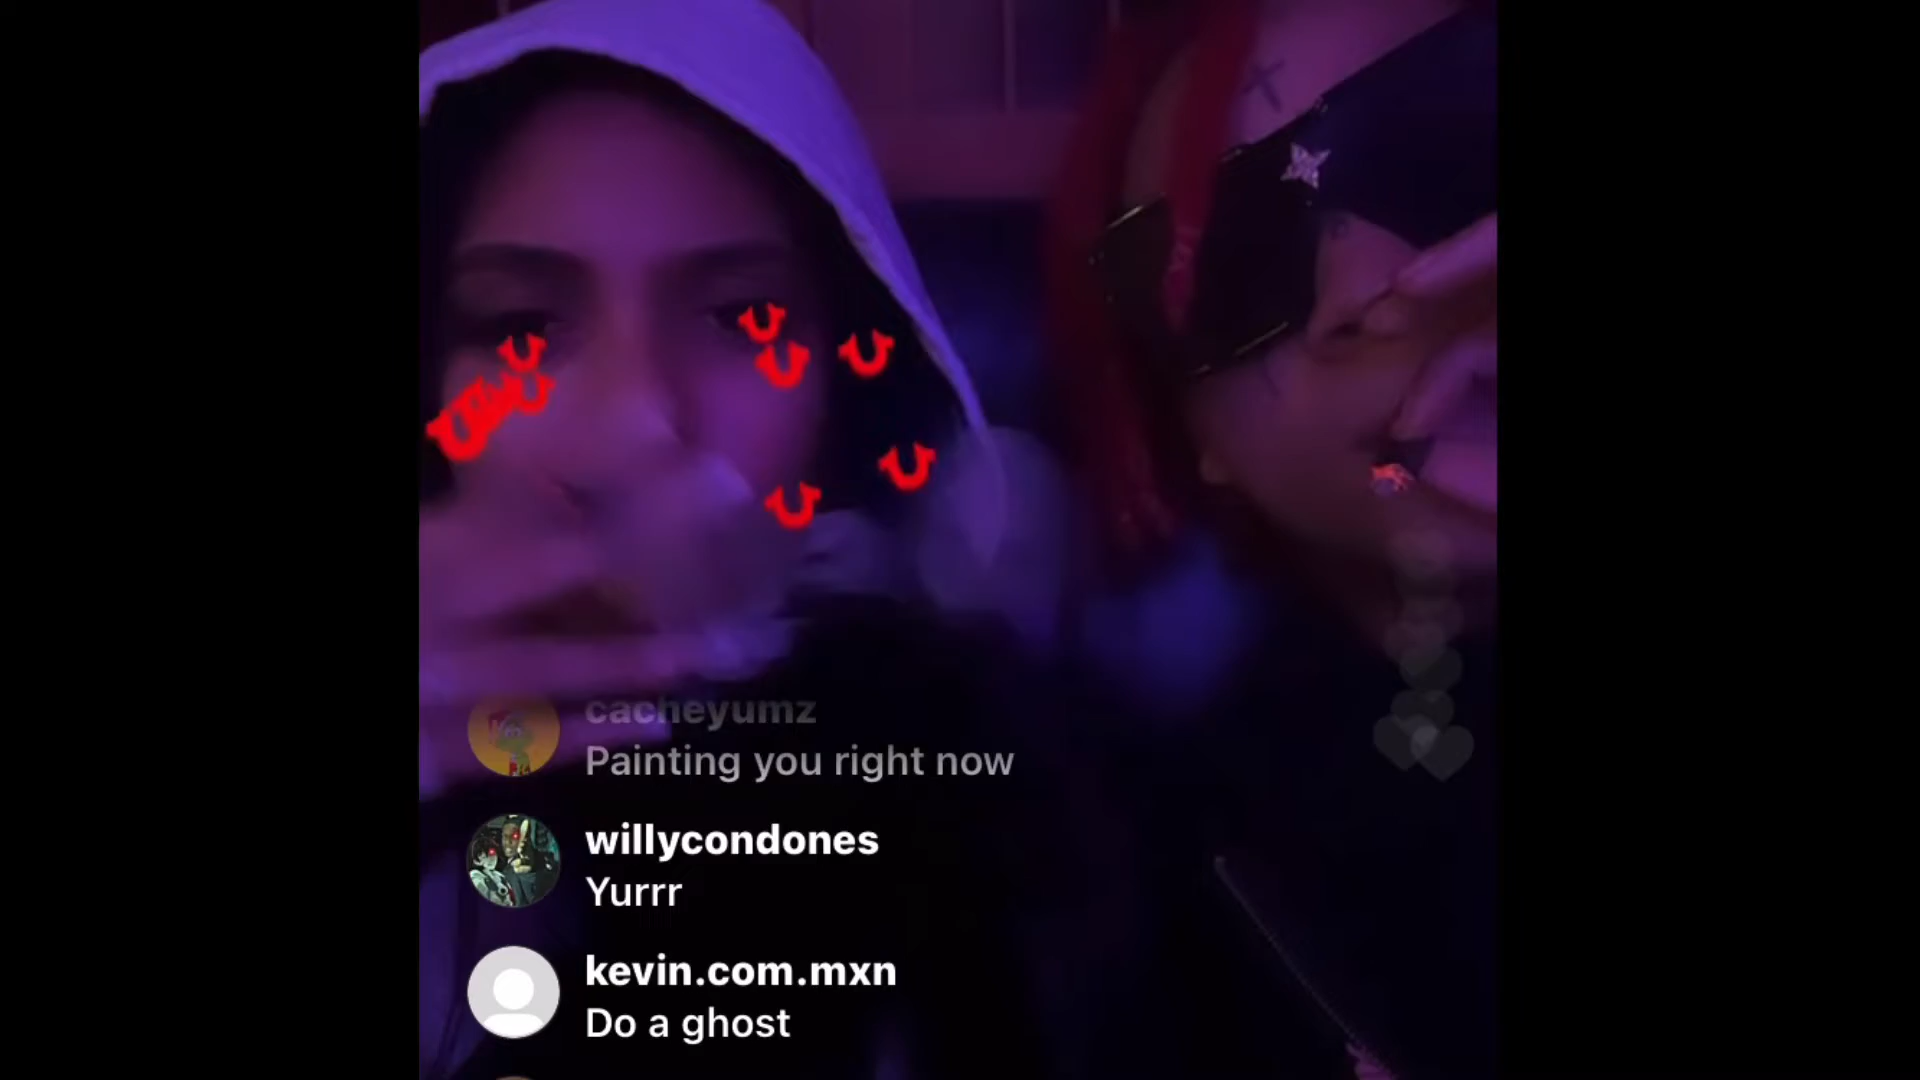 cacheyumz
Painting you right now
willycondones
Yurrr
kevin.com.mxn
Do a ghost